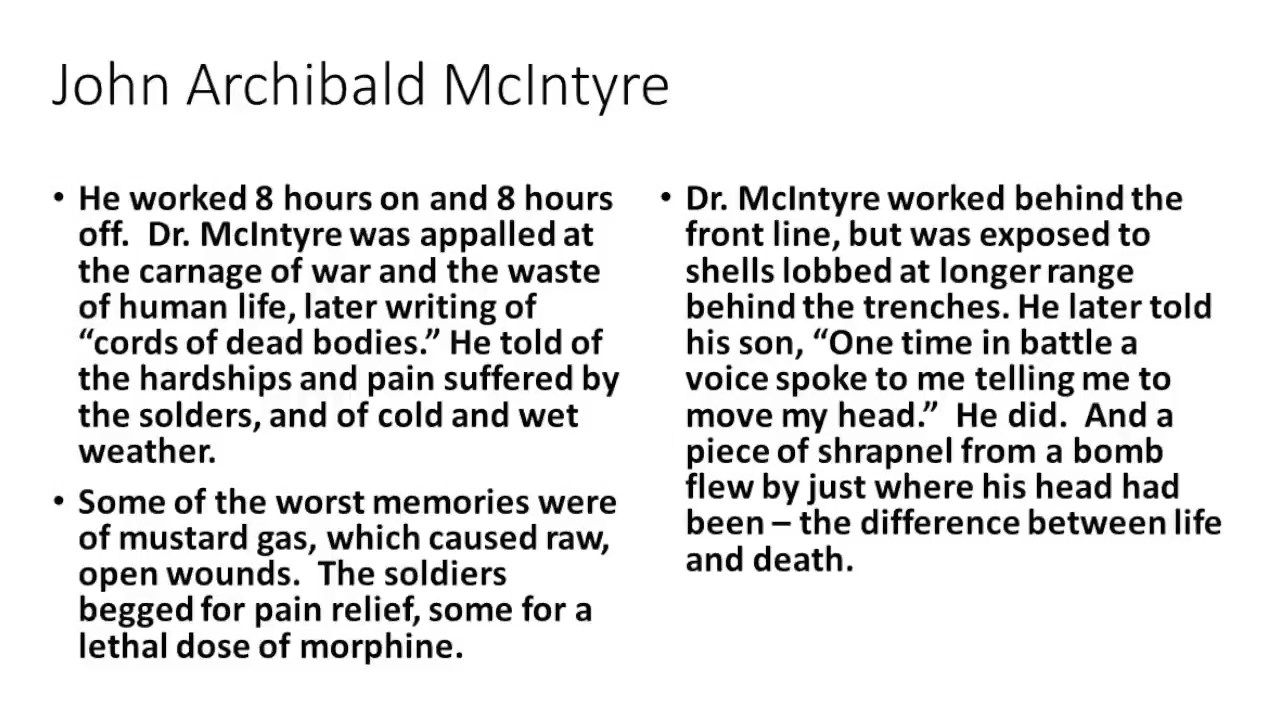 John Archibald McIntyre
• He worked 8 hours on and 8 hours
off.  Dr. McIntyre was appalled at
the carnage of war and the waste
of human life, later writing of
“cords of dead bodies.” He told of
the hardships and pain suffered by
the solders, and of cold and wet
weather.
• Some of the worst memories were
of mustard gas, which caused raw,
open wounds.  The soldiers
begged for pain relief, some for a
lethal dose of morphine.
• Dr. McIntyre worked behind the
front line, but was exposed to
shells lobbed at longer range
behind the trenches. He later told
his son, “One time in battle a
voice spoke to me telling me to
move my head.”  He did.  And a
piece of shrapnel from a bomb
flew by just where his head had
been – the difference between life
and death.